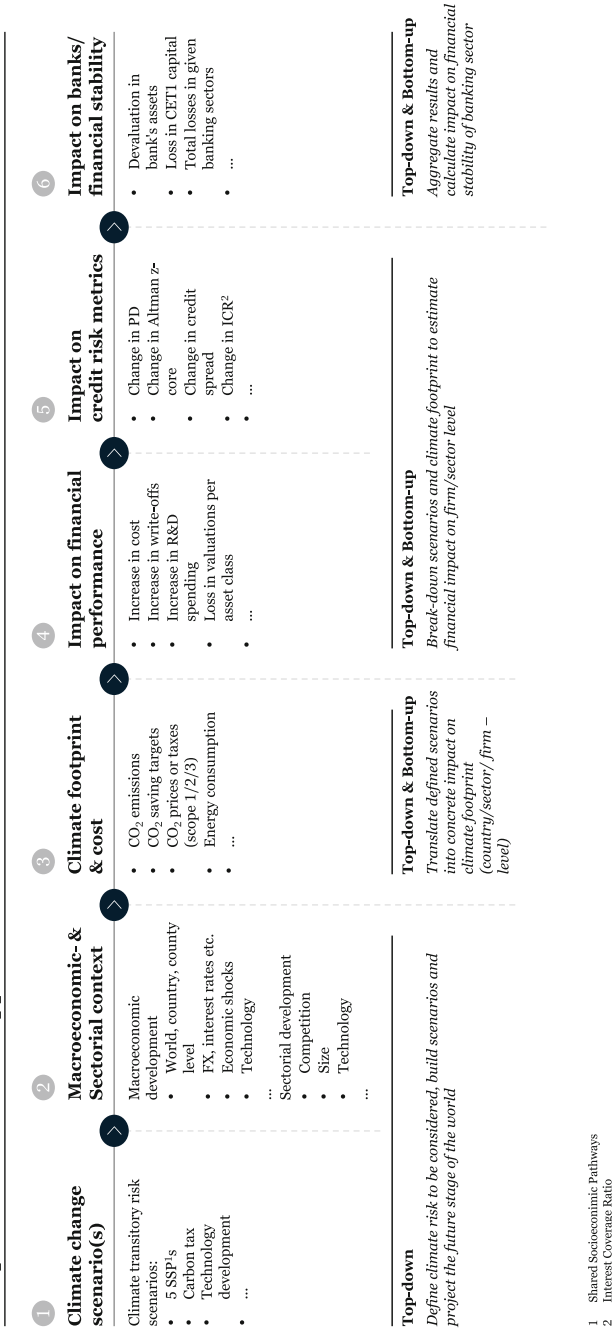 1
Climate change
scenario(s)
Climate transitory risk
scenarios:
• 5 SSP¹s
• Carbon tax
• Technology
development
• ...
2
Macroeconomic- &
Sectorial context
Macroeconomic
development
• World, country, county
level
• FX, interest rates etc.
• Economic shocks
• Technology
...
Sectorial development
• Competition
• Size
• Technology
...
Top-down
Define climate risk to be considered, build scenarios and
project the future stage of the world
3
Climate footprint
& cost
• CO₂ emissions
• CO₂ saving targets
• CO₂ prices or taxes
(scope 1/2/3)
• Energy consumption
• ...
Top-down & Bottom-up
Translate defined scenarios
into concrete impact on
climate footprint
(country/sector/ firm –
level)
4
Impact on financial
performance
• Increase in cost
• Increase in write-offs
• Increase in R&D
spending
• Loss in valuations per
asset class
• ...
5
Impact on
credit risk metrics
• Change in PD
• Change in Altman z-
core
• Change in credit
spread
• Change in ICR²
• ...
Top-down & Bottom-up
Break-down scenarios and climate footprint to estimate
financial impact on firm/sector level
6
Impact on banks/
financial stability
• Devaluation in
bank's assets
• Loss in CET1 capital
• Total losses in given
banking sectors
• ...
Top-down & Bottom-up
Aggregate results and
calculate impact on financial
stability of banking sector
1 Shared Socioeconimic Pathways
2 Interest Coverage Ratio